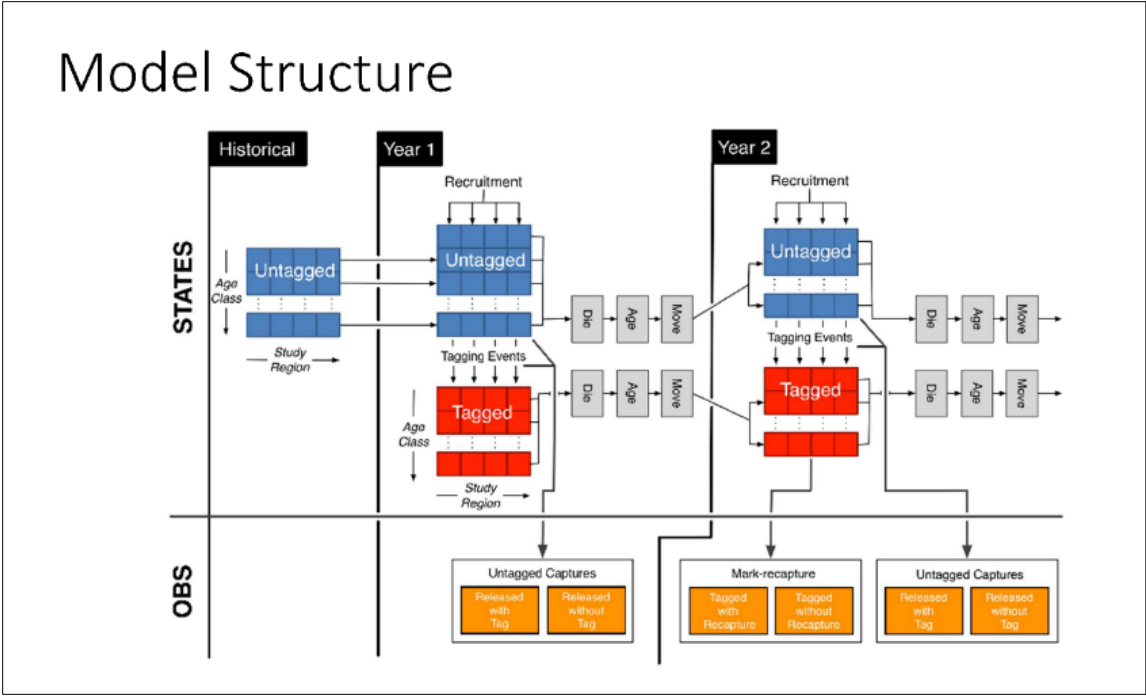 Model Structure
Historical
Year 1
Year 2
Recruitment
Recruitment
STATES
Age
Class
Untagged
Untagged
Untagged
Die
Age
Move
Die
Age
Move
Study
Region
Tagging Events
Tagging Events
Age
Class
Tagged
Tagged
Die
Age
Move
Die
Age
Move
Study
Region
OBS
Untagged Captures
Released
with
Tag
Released
without
Tag
Mark-recapture
Tagged
with
Recapture
Tagged
without
Recapture
Untagged Captures
Released
with
Tag
Released
without
Tag